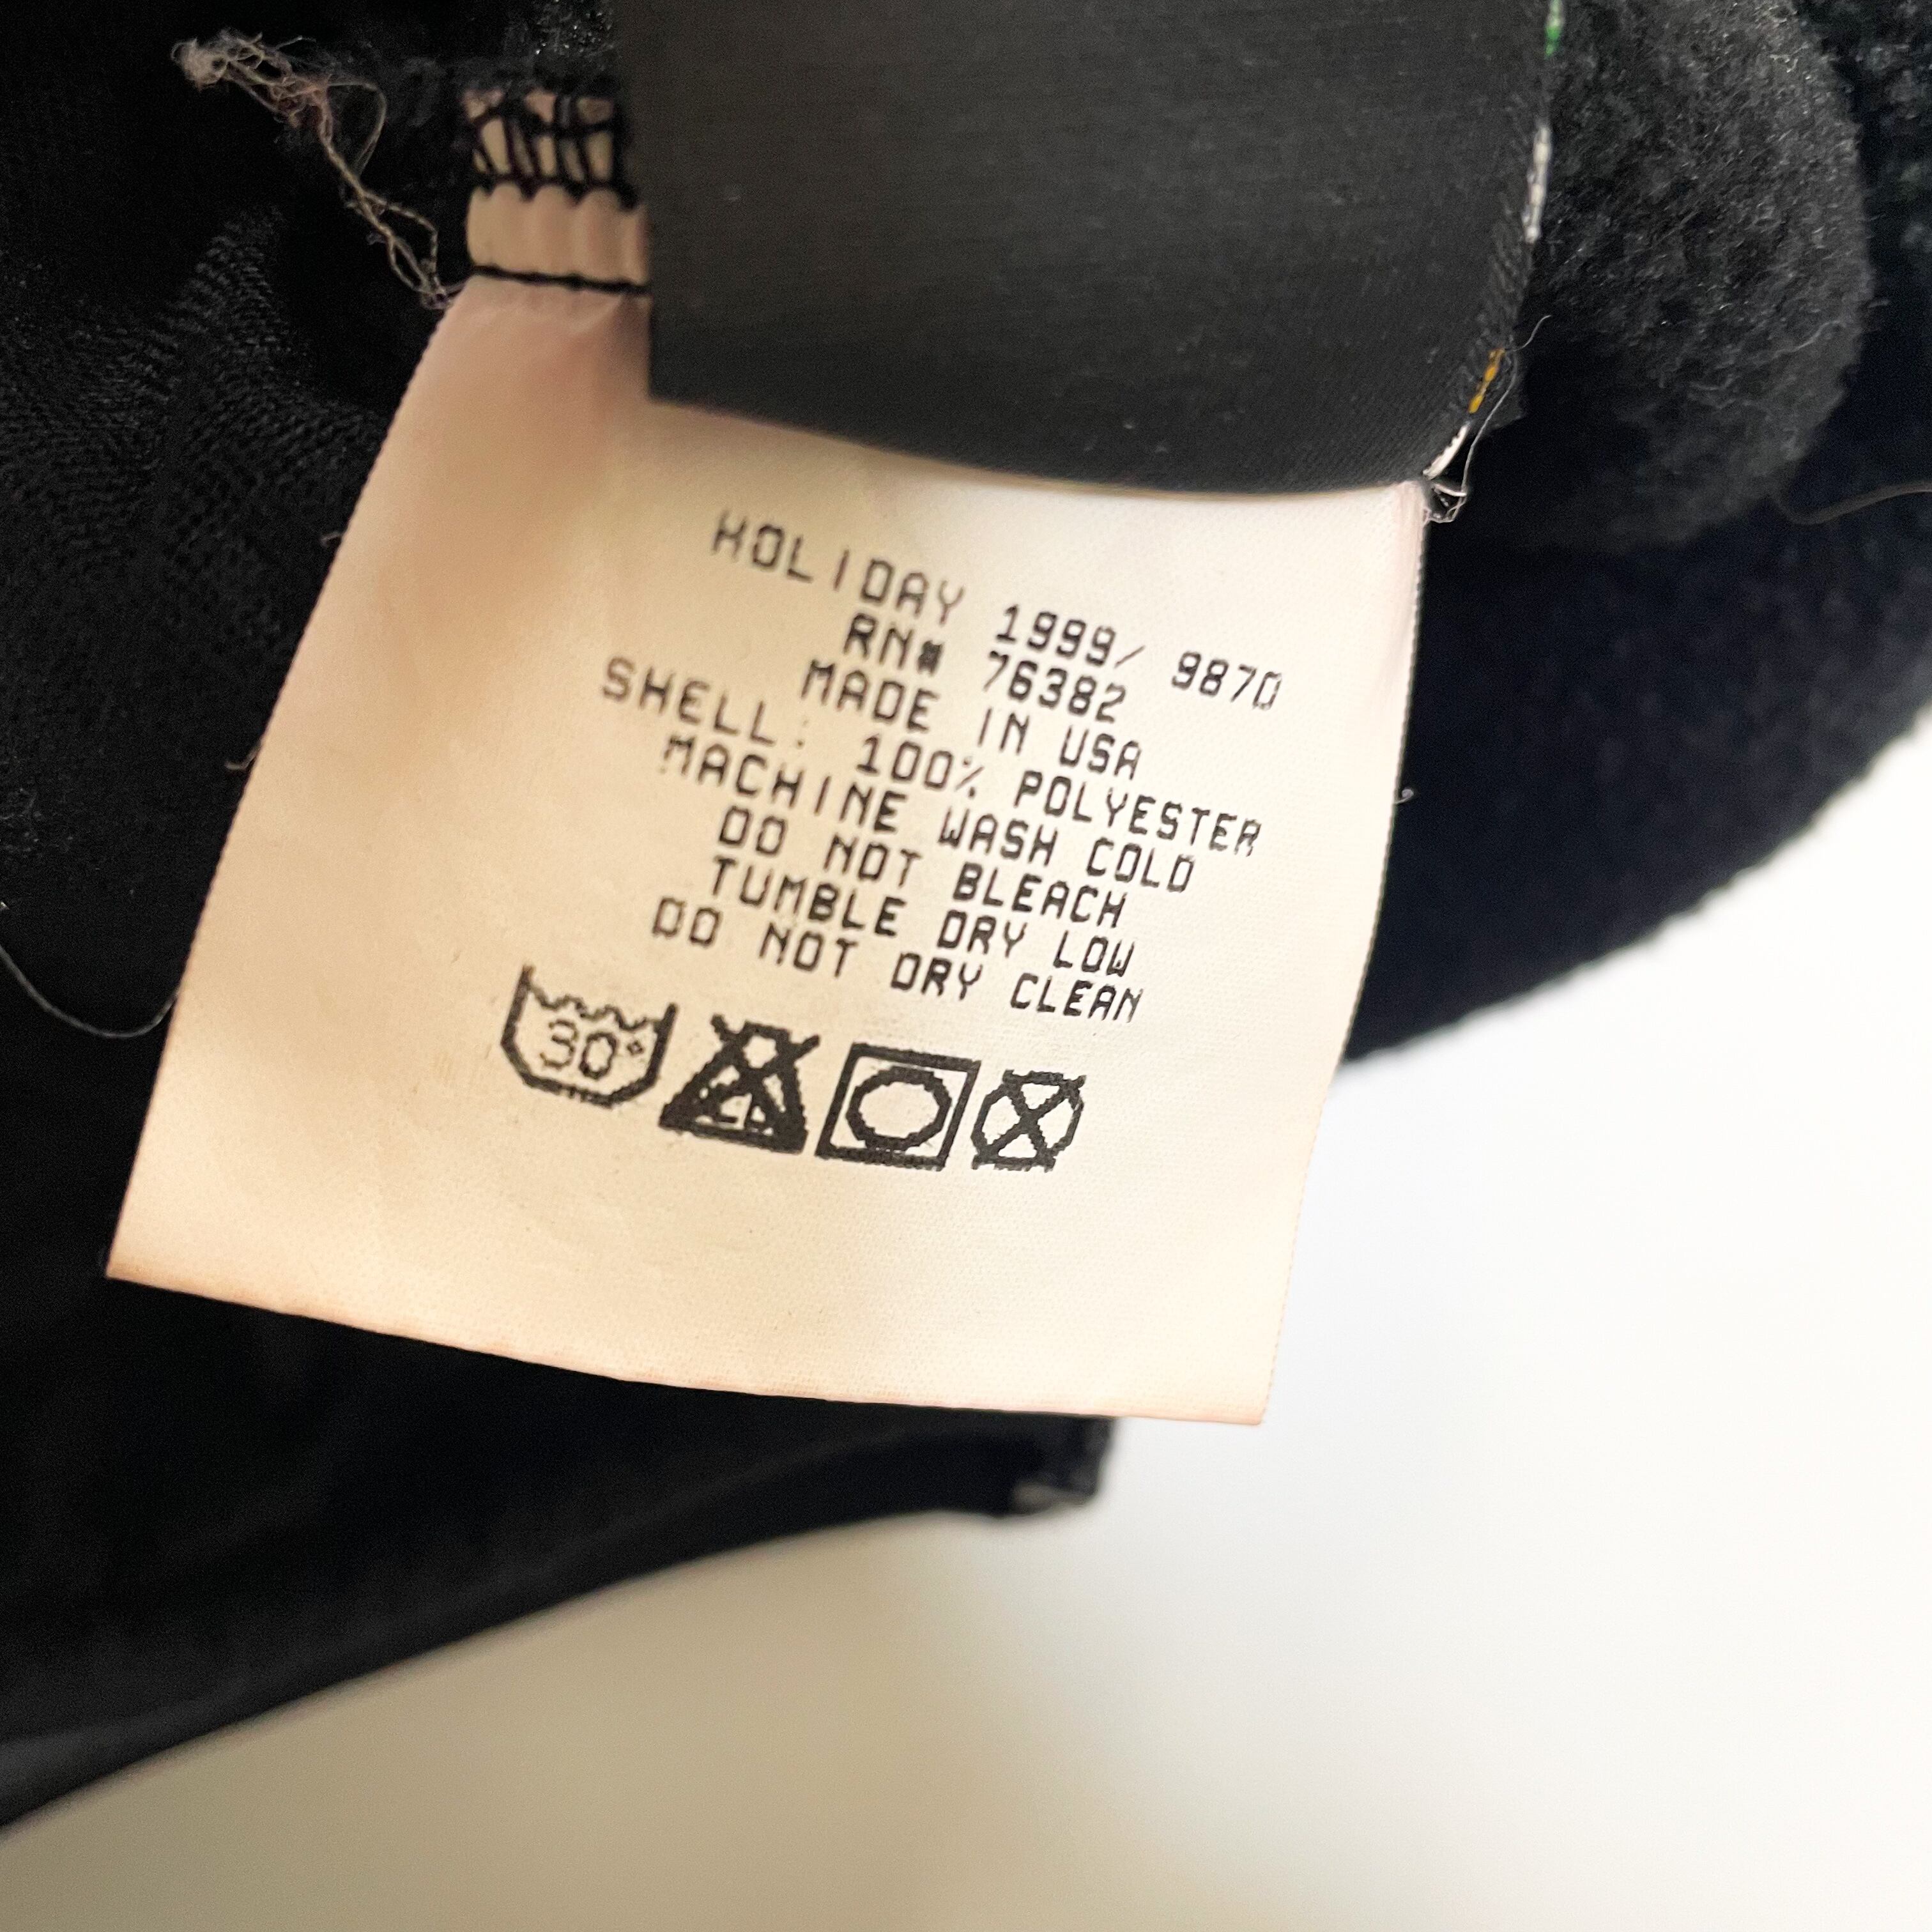 HOLIDAY 1999/ 9870
RN# 76382
MADE IN USA
SHELL: 100% POLYESTER
MACHINE WASH COLD
DO NOT BLEACH
TUMBLE DRY LOW
DO NOT DRY CLEAN
30°